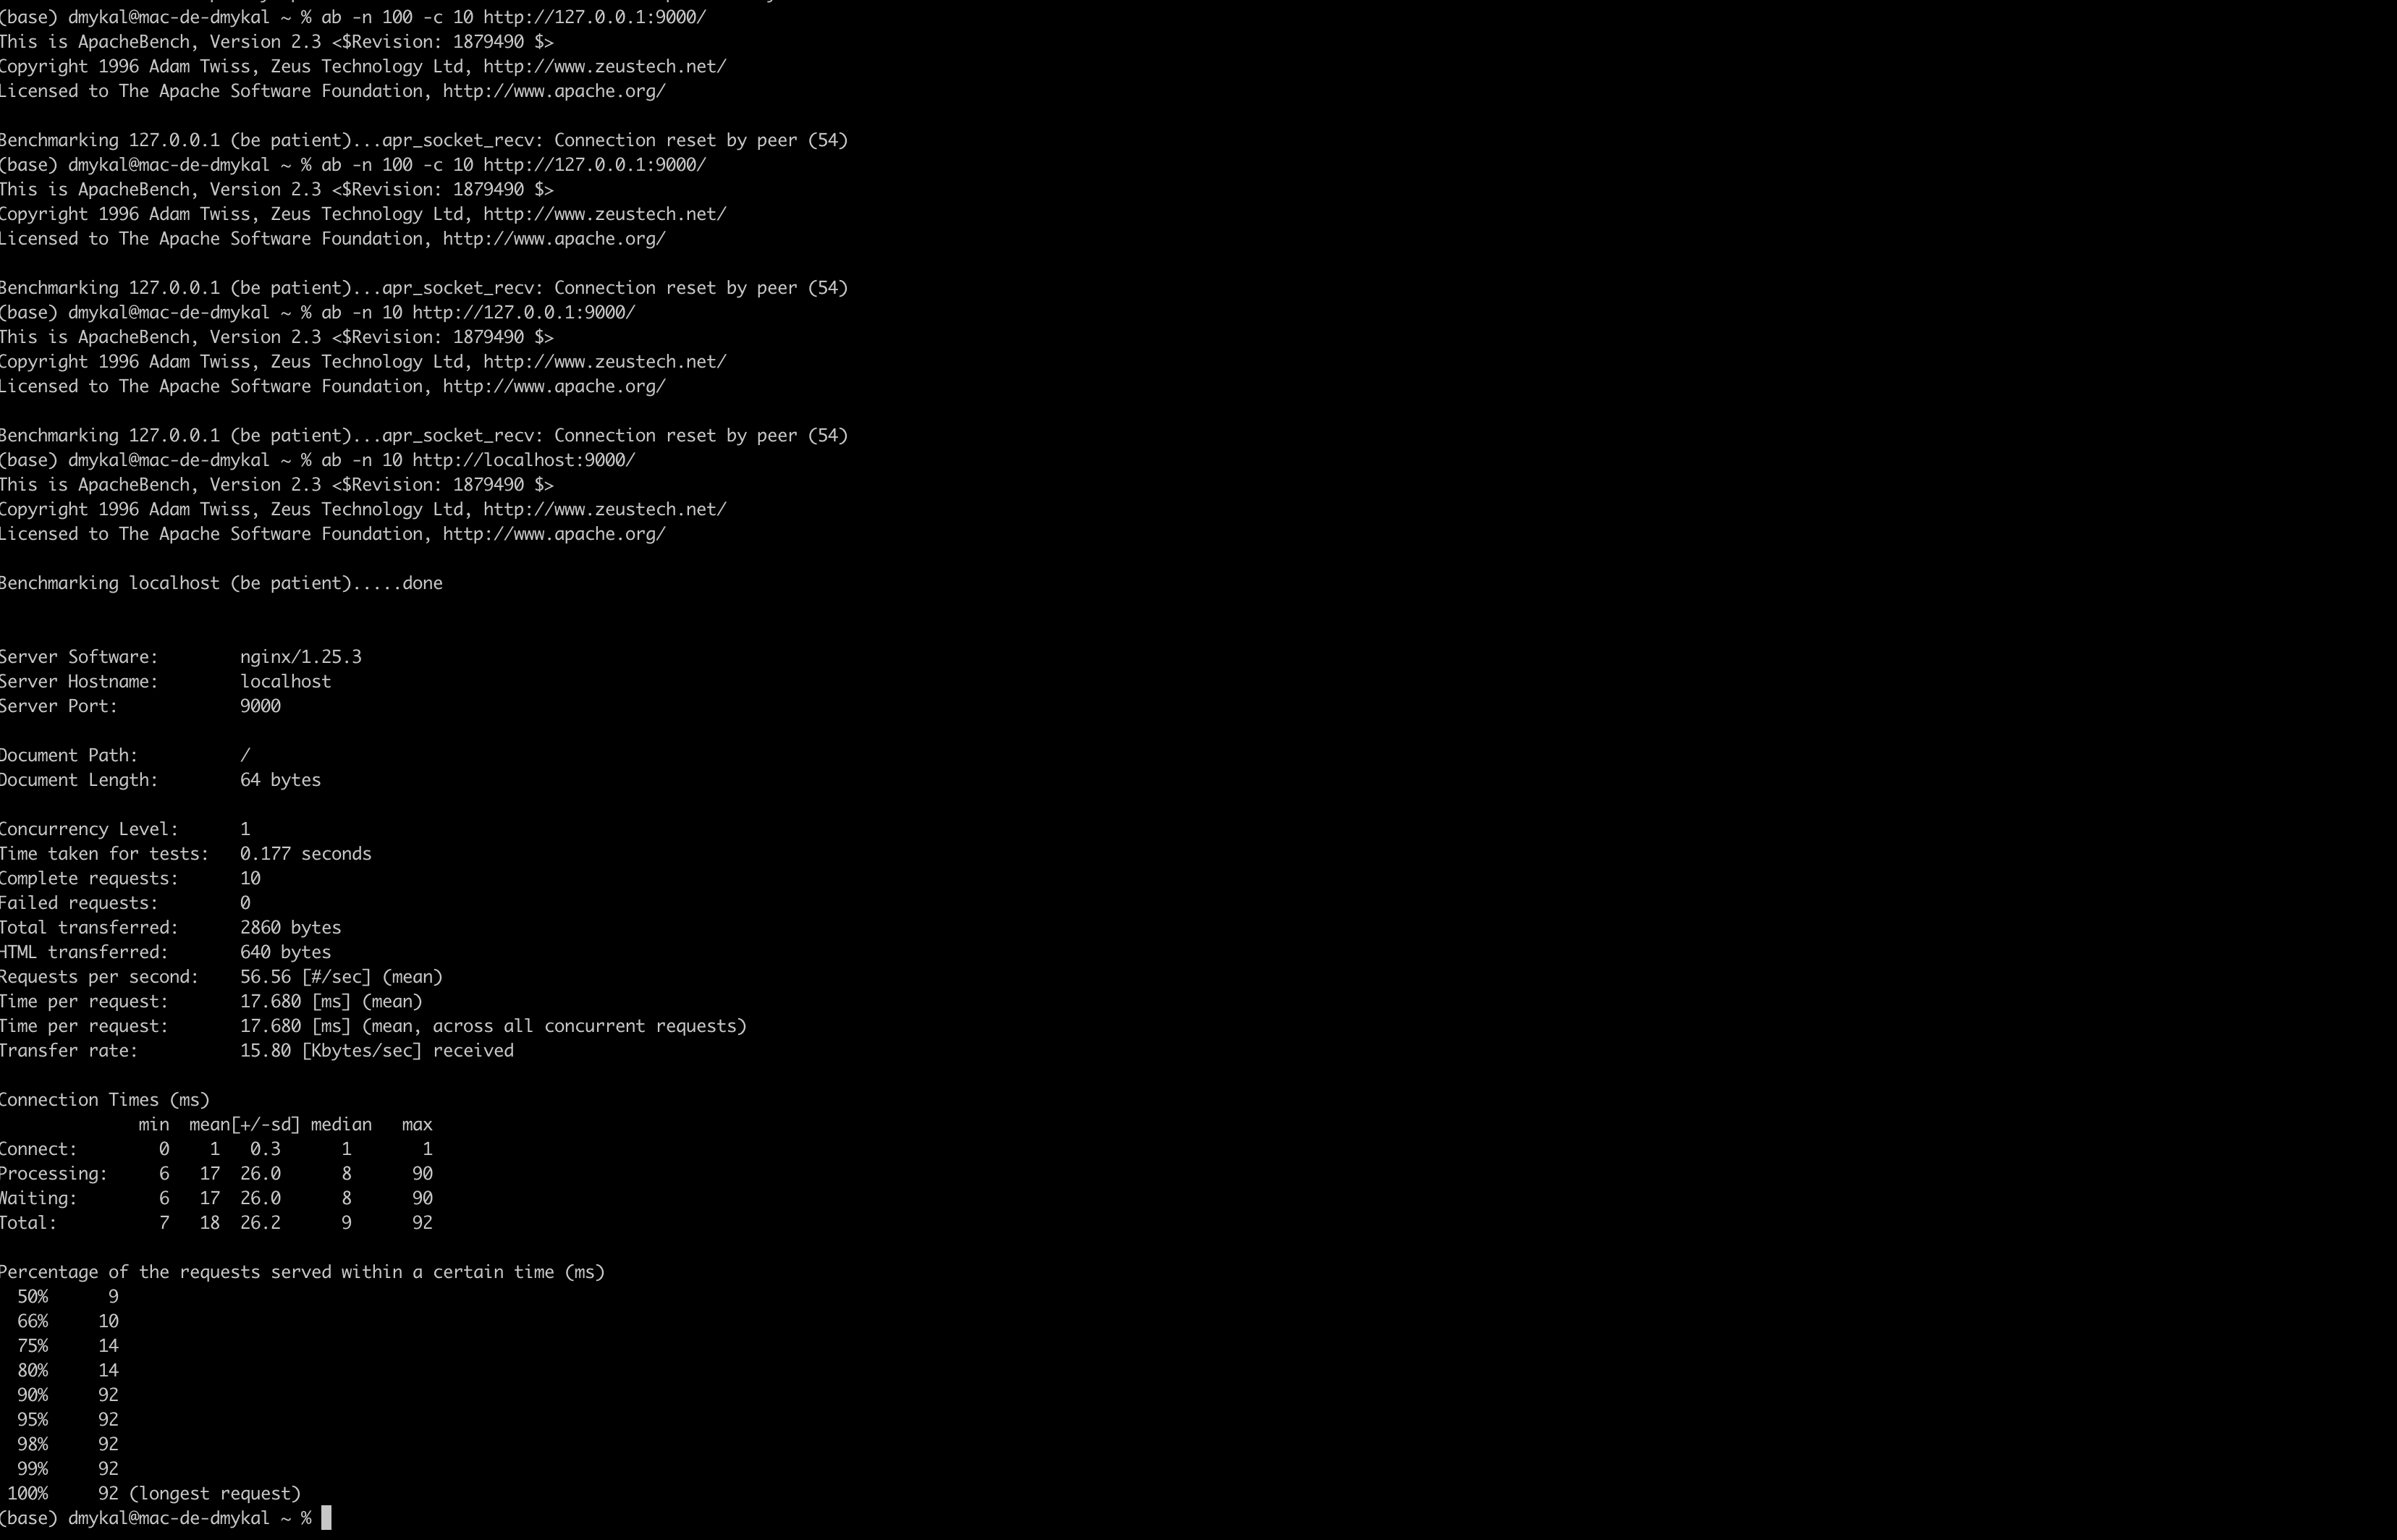 (base) dmykal@mac-de-dmykal ~ % ab -n 100 -c 10 http://127.0.0.1:9000/
This is ApacheBench, Version 2.3 <$Revision: 1879490 $>
Copyright 1996 Adam Twiss, Zeus Technology Ltd, http://www.zeustech.net/
Licensed to The Apache Software Foundation, http://www.apache.org/

Benchmarking 127.0.0.1 (be patient)...apr_socket_recv: Connection reset by peer (54)
(base) dmykal@mac-de-dmykal ~ % ab -n 100 -c 10 http://127.0.0.1:9000/
This is ApacheBench, Version 2.3 <$Revision: 1879490 $>
Copyright 1996 Adam Twiss, Zeus Technology Ltd, http://www.zeustech.net/
Licensed to The Apache Software Foundation, http://www.apache.org/

Benchmarking 127.0.0.1 (be patient)...apr_socket_recv: Connection reset by peer (54)
(base) dmykal@mac-de-dmykal ~ % ab -n 10 http://127.0.0.1:9000/
This is ApacheBench, Version 2.3 <$Revision: 1879490 $>
Copyright 1996 Adam Twiss, Zeus Technology Ltd, http://www.zeustech.net/
Licensed to The Apache Software Foundation, http://www.apache.org/

Benchmarking 127.0.0.1 (be patient)...apr_socket_recv: Connection reset by peer (54)
(base) dmykal@mac-de-dmykal ~ % ab -n 10 http://localhost:9000/
This is ApacheBench, Version 2.3 <$Revision: 1879490 $>
Copyright 1996 Adam Twiss, Zeus Technology Ltd, http://www.zeustech.net/
Licensed to The Apache Software Foundation, http://www.apache.org/

Benchmarking localhost (be patient).....done

Server Software:        nginx/1.25.3
Server Hostname:        localhost
Server Port:            9000

Document Path:          /
Document Length:        64 bytes

Concurrency Level:      1
Time taken for tests:   0.177 seconds
Complete requests:      10
Failed requests:        0
Total transferred:      2860 bytes
HTML transferred:       640 bytes
Requests per second:    56.56 [#/sec] (mean)
Time per request:       17.680 [ms] (mean)
Time per request:       17.680 [ms] (mean, across all concurrent requests)
Transfer rate:          15.80 [Kbytes/sec] received

Connection Times (ms)
              min  mean[+/-sd] median   max
Connect:        0    1   0.3      1       1
Processing:     6   17  26.0      8      90
Waiting:        6   17  26.0      8      90
Total:          7   18  26.2      9      92

Percentage of the requests served within a certain time (ms)
  50%      9
  66%     10
  75%     14
  80%     14
  90%     92
  95%     92
  98%     92
  99%     92
 100%     92 (longest request)
(base) dmykal@mac-de-dmykal ~ %